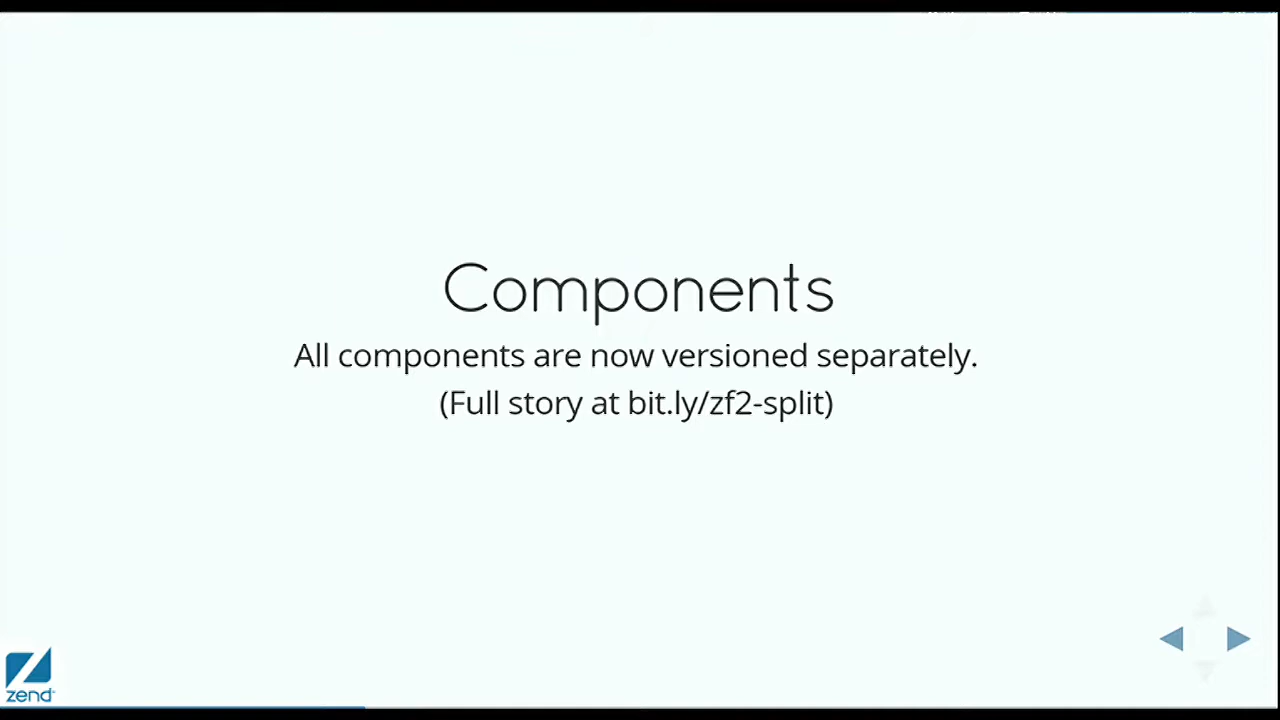 Components
All components are now versioned separately.
(Full story at bit.ly/zf2-split)
zend